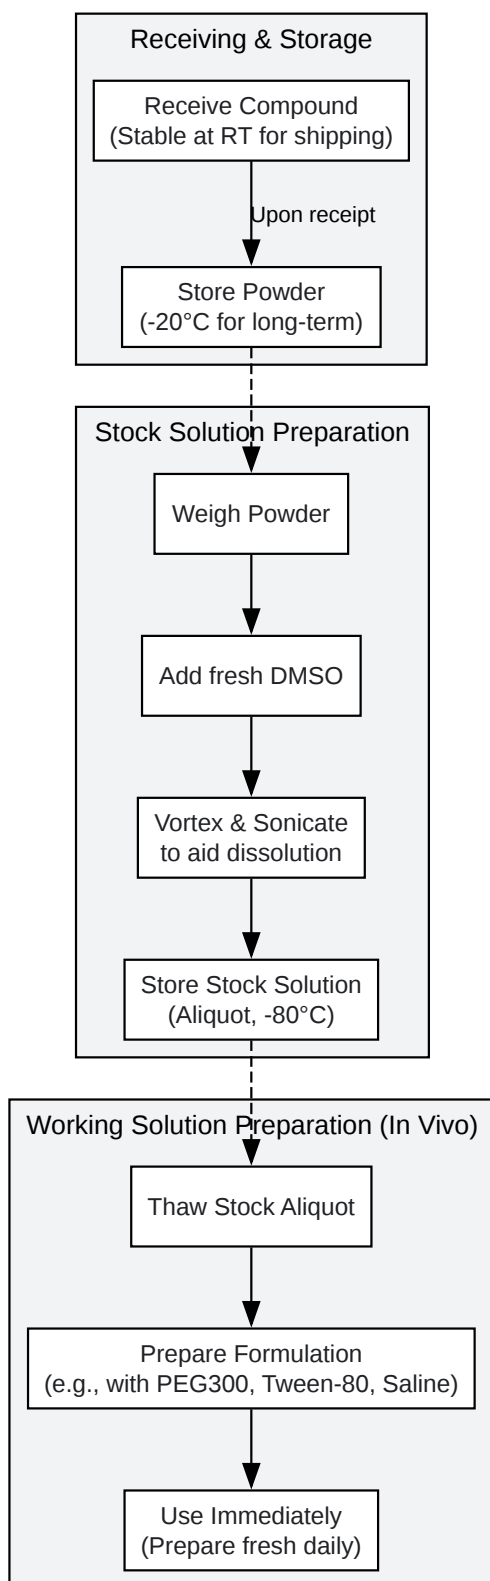 Receiving & Storage
Receive Compound
(Stable at RT for shipping)
Upon receipt
Store Powder
(-20°C for long-term)
Stock Solution Preparation
Weigh Powder
Add fresh DMSO
Vortex & Sonicate
to aid dissolution
Store Stock Solution
(Aliquot, -80°C)
Working Solution Preparation (In Vivo)
Thaw Stock Aliquot
Prepare Formulation
(e.g., with PEG300, Tween-80, Saline)
Use Immediately
(Prepare fresh daily)